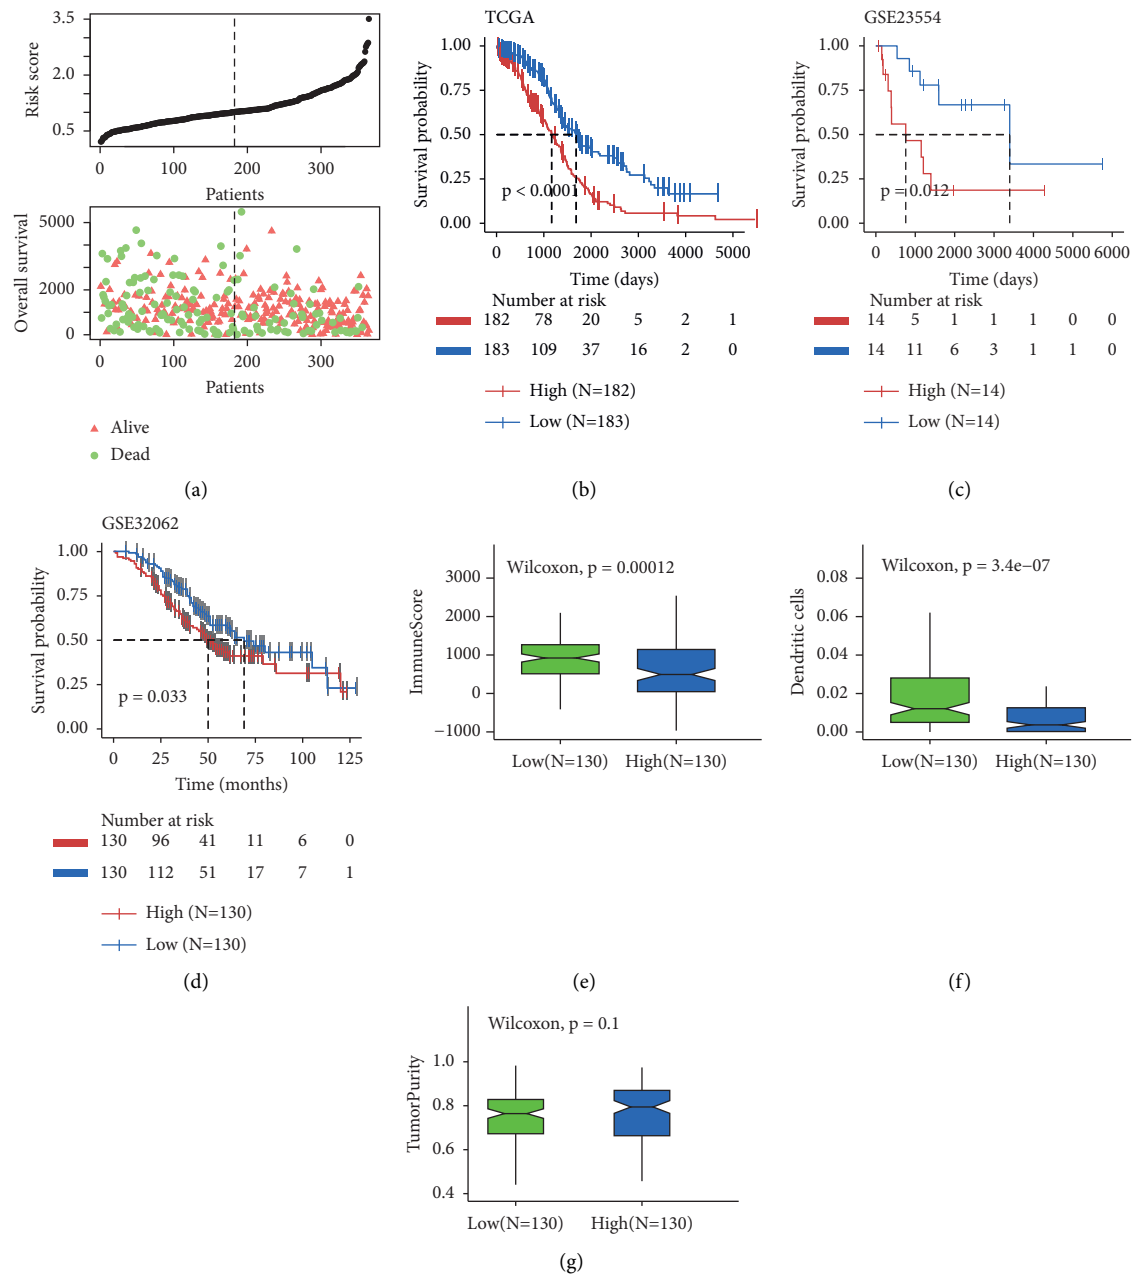 Risk score
3.5
2.0
0.5
0 100 200 300
Patients
Overall survival
5000
2000
0
0 100 200 300
Patients
Alive
Dead
(a)
TCGA
Survival probability
1.00
0.75
0.50
0.25
0.00
p < 0.0001
0 1000 2000 3000 4000 5000
Time (days)
Number at risk
182 78 20 5 2 1
183 109 37 16 2 0
High (N=182)
Low (N=183)
(b)
GSE23554
Survival probability
1.00
0.75
0.50
0.25
0.00
p = 0.012
0 1000 2000 3000 4000 5000 6000
Time (days)
Number at risk
14 5 1 1 1 0 0
14 11 6 3 1 1 0
High (N=14)
Low (N=14)
(c)
GSE32062
Survival probability
1.00
0.75
0.50
0.25
0.00
p = 0.033
0 25 50 75 100 125
Time (months)
Number at risk
130 96 41 11 6 0
130 112 51 17 7 1
High (N=130)
Low (N=130)
(d)
Wilcoxon, p = 0.00012
ImmuneScore
3000
2000
1000
0
−1000
Low(N=130) High(N=130)
(e)
Wilcoxon, p = 3.4e−07
Dendritic cells
0.08
0.06
0.04
0.02
0.00
Low(N=130) High(N=130)
(f)
Wilcoxon, p = 0.1
TumorPurity
1.0
0.8
0.6
0.4
Low(N=130) High(N=130)
(g)